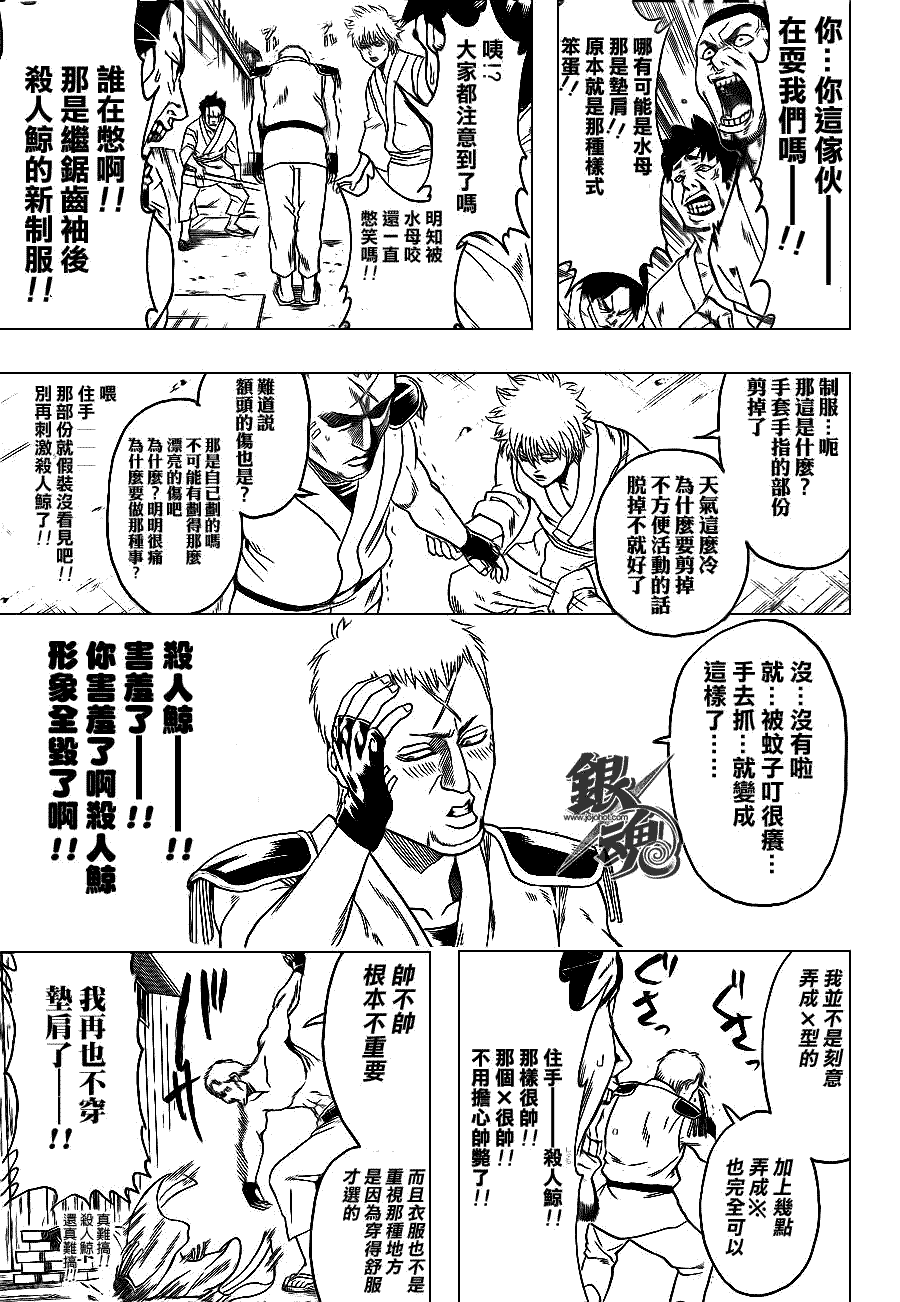 你…你這傢伙
在耍我們嗎——!!
哪有可能是水母
那是墊肩!!
原本就是那種樣式
笨蛋!!
咦!?
大家都注意到了嗎
明知被
水母咬
還一直
憋笑嗎!!
誰在憋啊!!
那是繼鋸齒袖後
殺人鯨的新制服!!
制服…呃
那這是什麼?
手套手指的部份
剪掉了
天氣這麼冷
為什麼要剪掉
不方便活動的話
脫掉不就好了
難道說
額頭的傷也是?
那是自己劃的嗎
不可能有劃得那麼
漂亮的傷吧
為什麼?明明很痛
為什麼要做那種事?
喂
住手——
那部份就假裝沒看見吧!!
別再刺激殺人鯨了!!
沒…沒有啦
就…被蚊子叮很癢…
手去抓…就變成
這樣了……
銀魂
www.jojohot.com
殺人鯨——!!
害羞了——!!
你害羞了啊殺人鯨
形象全毀了啊!!
我並不是刻意
弄成×型的
加上幾點
弄成※
也完全可以
住手——殺人鯨!!
那樣很帥!!
那個×很帥!!
不用擔心帥斃了!!
帥不帥
根本不重要
而且衣服也不是
重視那種地方
是因為穿得舒服
才選的
我再也不穿
墊肩了——!!
真難搞!!
殺人鯨
還真難搞!!